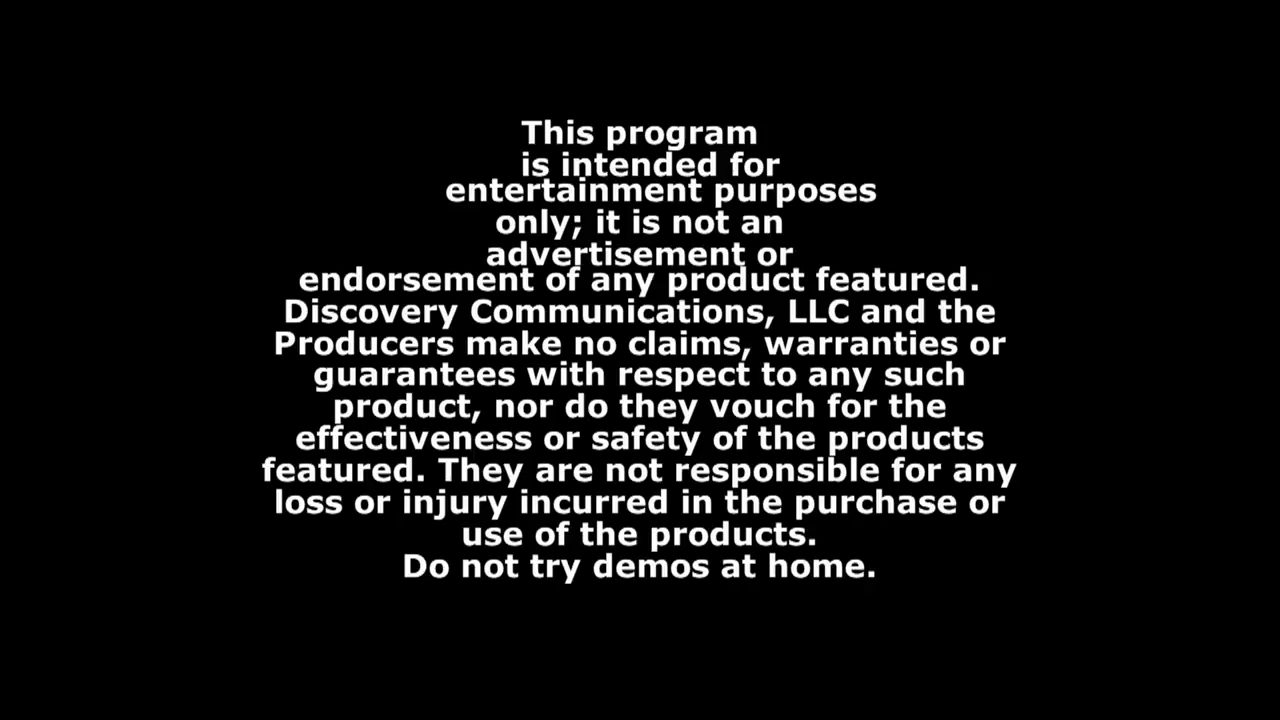 This program
is intended for
entertainment purposes
only; it is not an
advertisement or
endorsement of any product featured.
Discovery Communications, LLC and the
Producers make no claims, warranties or
guarantees with respect to any such
product, nor do they vouch for the
effectiveness or safety of the products
featured. They are not responsible for any
loss or injury incurred in the purchase or
use of the products.
Do not try demos at home.